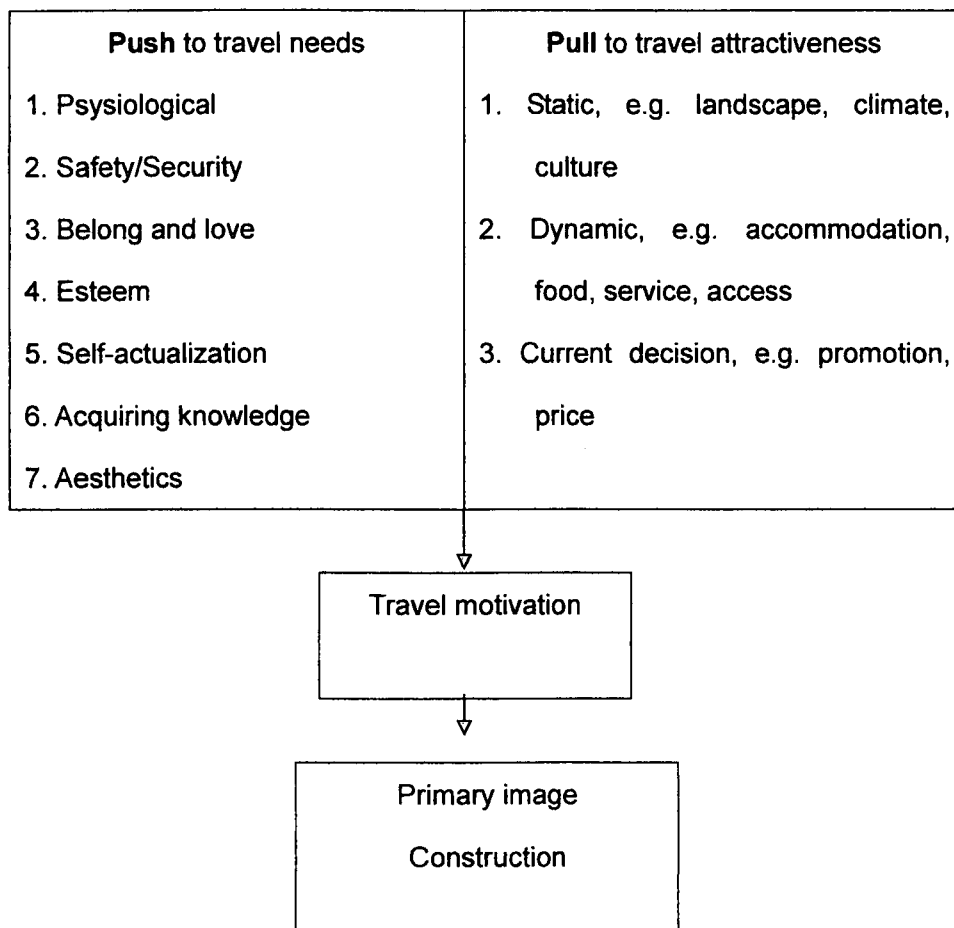 Push to travel needs
1. Psysiological
2. Safety/Security
3. Belong and love
4. Esteem
5. Self-actualization
6. Acquiring knowledge
7. Aesthetics
Pull to travel attractiveness
1. Static, e.g. landscape, climate,
culture
2. Dynamic, e.g. accommodation,
food, service, access
3. Current decision, e.g. promotion,
price
Travel motivation
Primary image
Construction